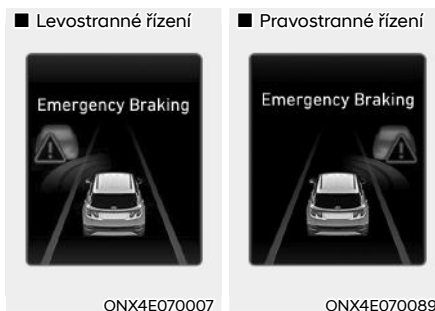 ■ Levostranné řízení
Emergency Braking
ONX4E070007
■ Pravostranné řízení
Emergency Braking
ONX4E070089